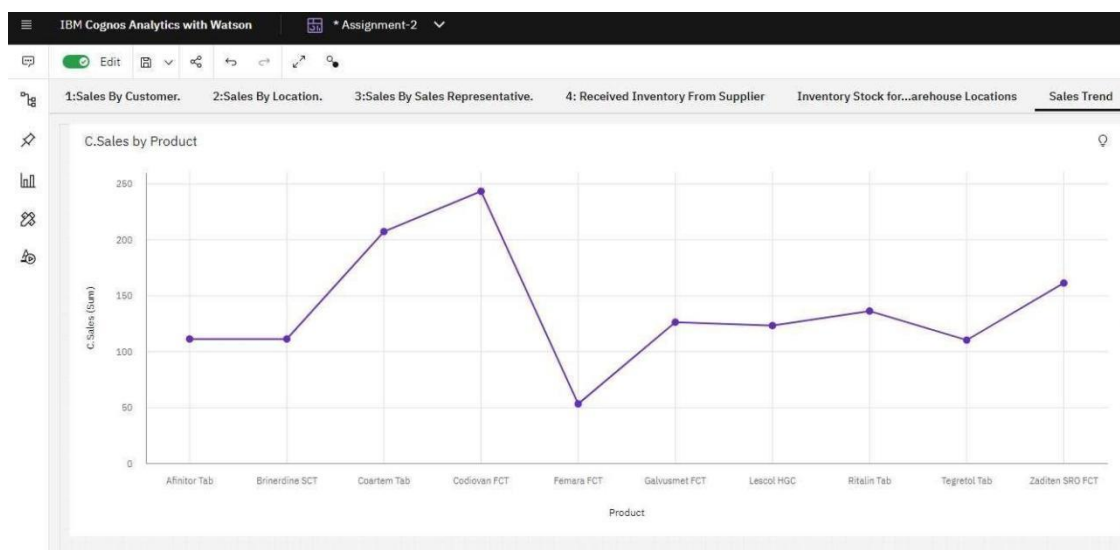 IBM Cognos Analytics with Watson
* Assignment-2
Edit
1:Sales By Customer.
2:Sales By Location.
3:Sales By Sales Representative.
4: Received Inventory From Supplier
Inventory Stock for...arehouse Locations
Sales Trend
C.Sales by Product
C.Sales (Sum)
250
200
150
100
50
0
Afinitor Tab
Brinerdine SCT
Coartem Tab
Codiovan FCT
Femara FCT
Galvusmet FCT
Lescol HGC
Ritalin Tab
Tegretol Tab
Zaditen SRO FCT
Product